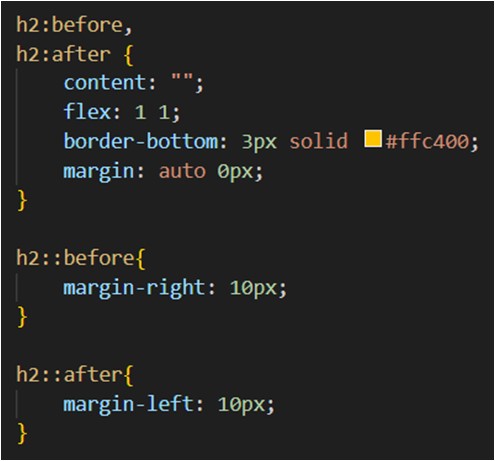 h2:before,
h2:after {
    content: "";
    flex: 1 1;
    border-bottom: 3px solid #ffc400;
    margin: auto 0px;
}

h2::before{
    margin-right: 10px;
}

h2::after{
    margin-left: 10px;
}